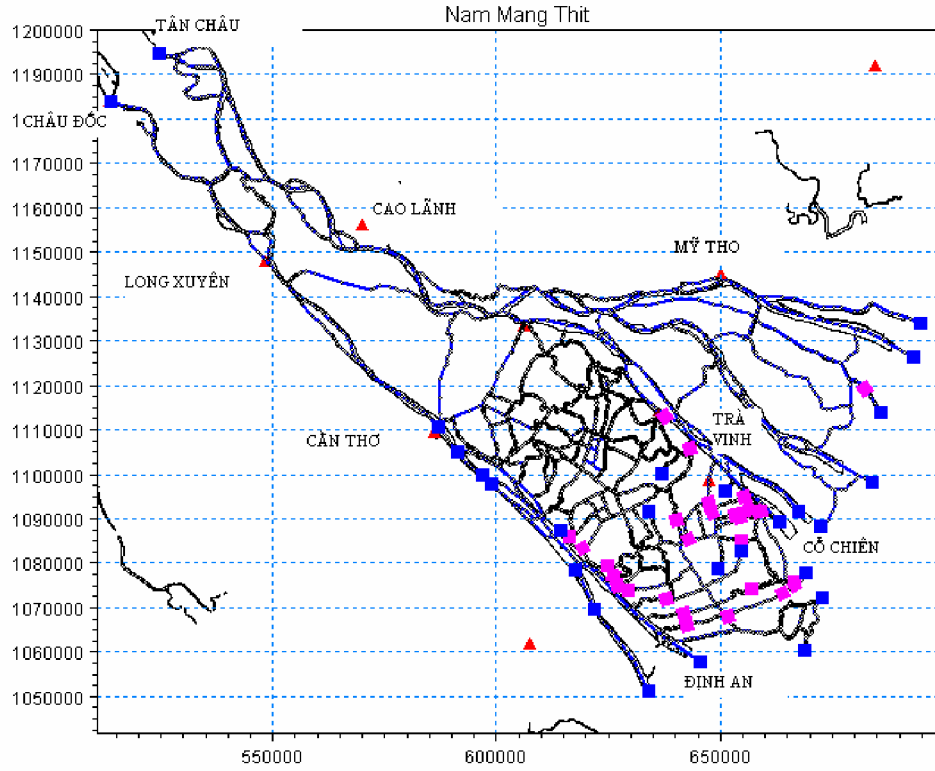 Nam Mang Thit
1200000
TÂN CHÂU
1190000
1
CHÂU ĐỐC
1170000
1160000
CAO LÃNH
1150000
MỸ THO
LONG XUYÊN
1140000
1130000
1120000
TRÀ
VINH
1110000
CẦN THƠ
1100000
1090000
CỔ CHIÊN
1080000
1070000
1060000
ĐỊNH AN
1050000
550000
600000
650000